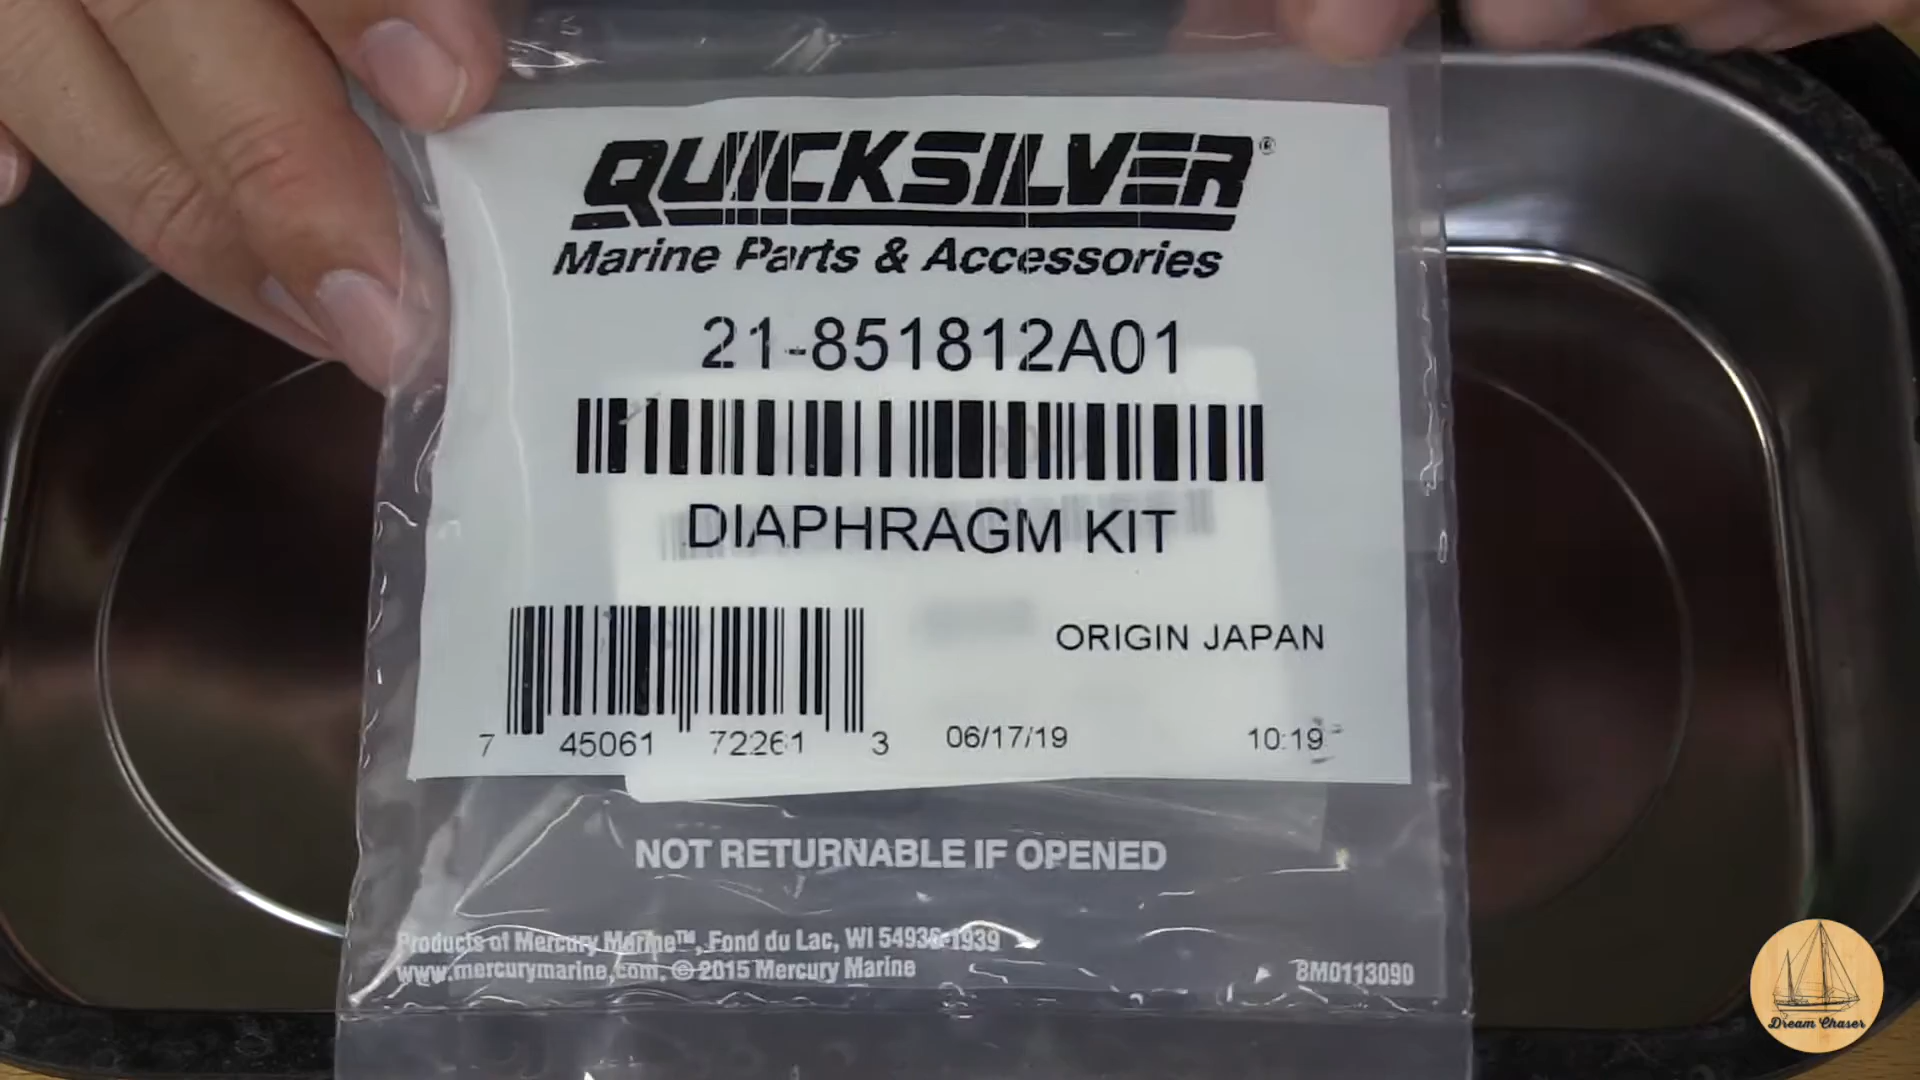 QUICKSILVER®
Marine Parts & Accessories
21-851812A01
DIAPHRAGM KIT
ORIGIN JAPAN
7 45061 72261 3 06/17/19 10:19
NOT RETURNABLE IF OPENED
Products of Mercury Marine™, Fond du Lac, WI 54936-1939
www.mercurymarine.com. © 2015 Mercury Marine 8M0113090
Dream Chaser